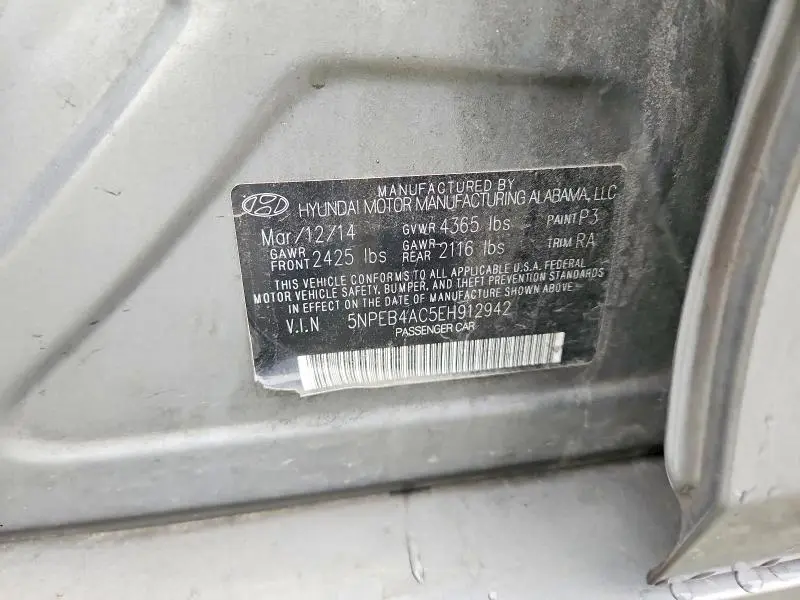 MANUFACTURED BY
HYUNDAI MOTOR MANUFACTURING ALABAMA, LLC
Mar/12/14 GVWR 4365 lbs PAINT P3
GAWR FRONT 2425 lbs GAWR REAR 2116 lbs TRIM RA
THIS VEHICLE CONFORMS TO ALL APPLICABLE U.S.A. FEDERAL
MOTOR VEHICLE SAFETY, BUMPER, AND THEFT PREVENTION STANDARDS
IN EFFECT ON THE DATE OF MANUFACTURE SHOWN ABOVE.
V.I.N 5NPEB4AC5EH912942
PASSENGER CAR